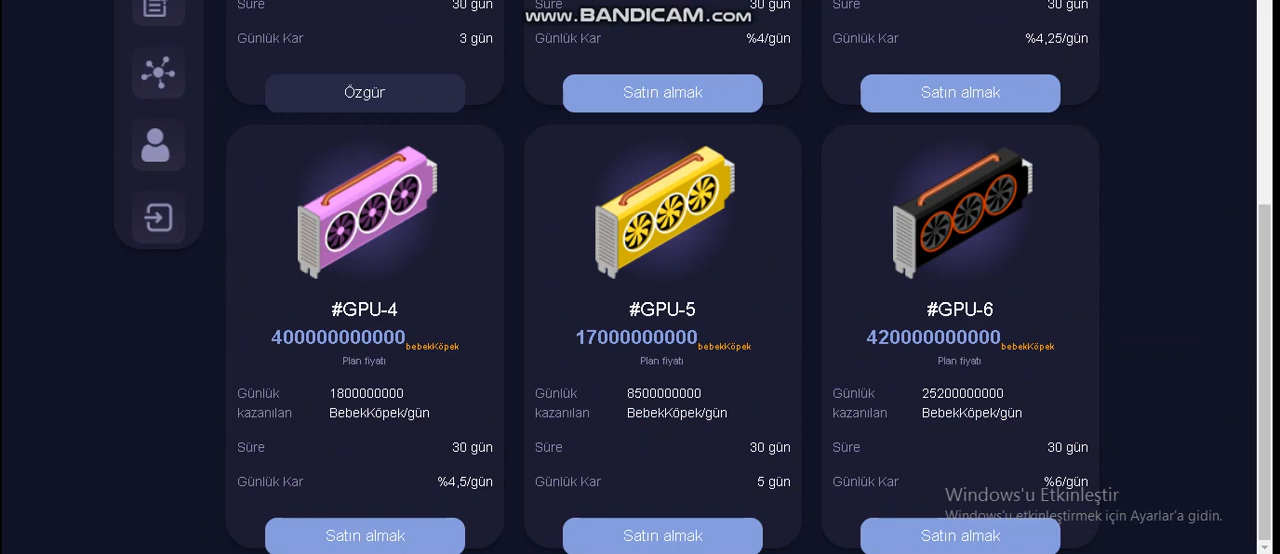 www.BANDICAM.com
Süre 30 gün
Günlük Kar 3 gün
Özgür
Süre 30 gün
Günlük Kar %4/gün
Satın almak
Süre 30 gün
Günlük Kar %4,25/gün
Satın almak
#GPU-4
400000000000 bebekKöpek
Plan fiyatı
Günlük kazanılan
1800000000 BebekKöpek/gün
Süre 30 gün
Günlük Kar %4,5/gün
Satın almak
#GPU-5
17000000000 bebekKöpek
Plan fiyatı
Günlük kazanılan
8500000000 BebekKöpek/gün
Süre 30 gün
Günlük Kar 5 gün
Satın almak
#GPU-6
420000000000 bebekKöpek
Plan fiyatı
Günlük kazanılan
25200000000 BebekKöpek/gün
Süre 30 gün
Günlük Kar %6/gün
Satın almak
Windows'u Etkinleştir
Windows'u etkinleştirmek için Ayarlar'a gidin.